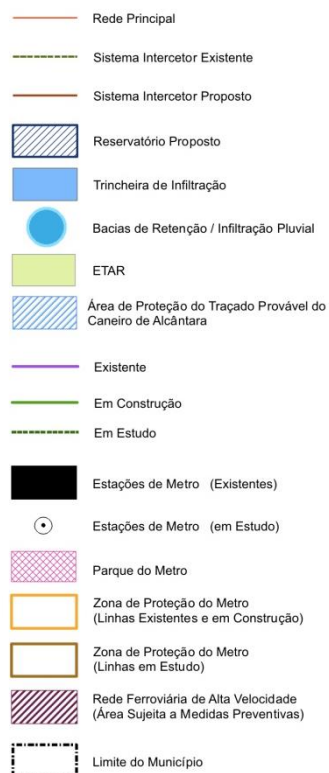 Rede Principal
Sistema Intercetor Existente
Sistema Intercetor Proposto
Reservatório Proposto
Trincheira de Infiltração
Bacias de Retenção / Infiltração Pluvial
ETAR
Área de Proteção do Traçado Provável do
Caneiro de Alcântara
Existente
Em Construção
Em Estudo
Estações de Metro (Existentes)
Estações de Metro (em Estudo)
Parque do Metro
Zona de Proteção do Metro
(Linhas Existentes e em Construção)
Zona de Proteção do Metro
(Linhas em Estudo)
Rede Ferroviária de Alta Velocidade
(Área Sujeita a Medidas Preventivas)
Limite do Município